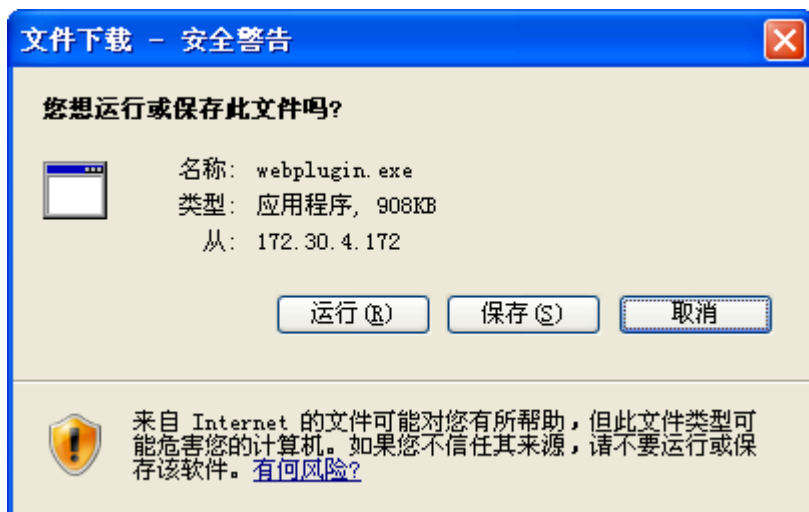 文件下载 - 安全警告
您想运行或保存此文件吗?
名称: webplugin.exe
类型: 应用程序, 908KB
从: 172.30.4.172
运行(R) 保存(S) 取消
来自 Internet 的文件可能对您有所帮助，但此文件类型可
能危害您的计算机。如果您不信任其来源，请不要运行或保
存该软件。有何风险?